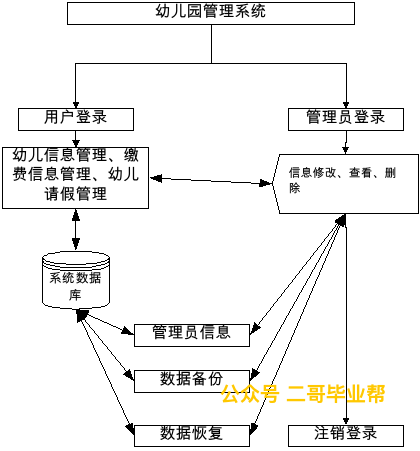 幼儿园管理系统
用户登录
管理员登录
幼儿信息管理、缴
费信息管理、幼儿
请假管理
信息修改、查看、删
除
系统数据
库
管理员信息
数据备份
公众号 二哥毕业帮
数据恢复
注销登录